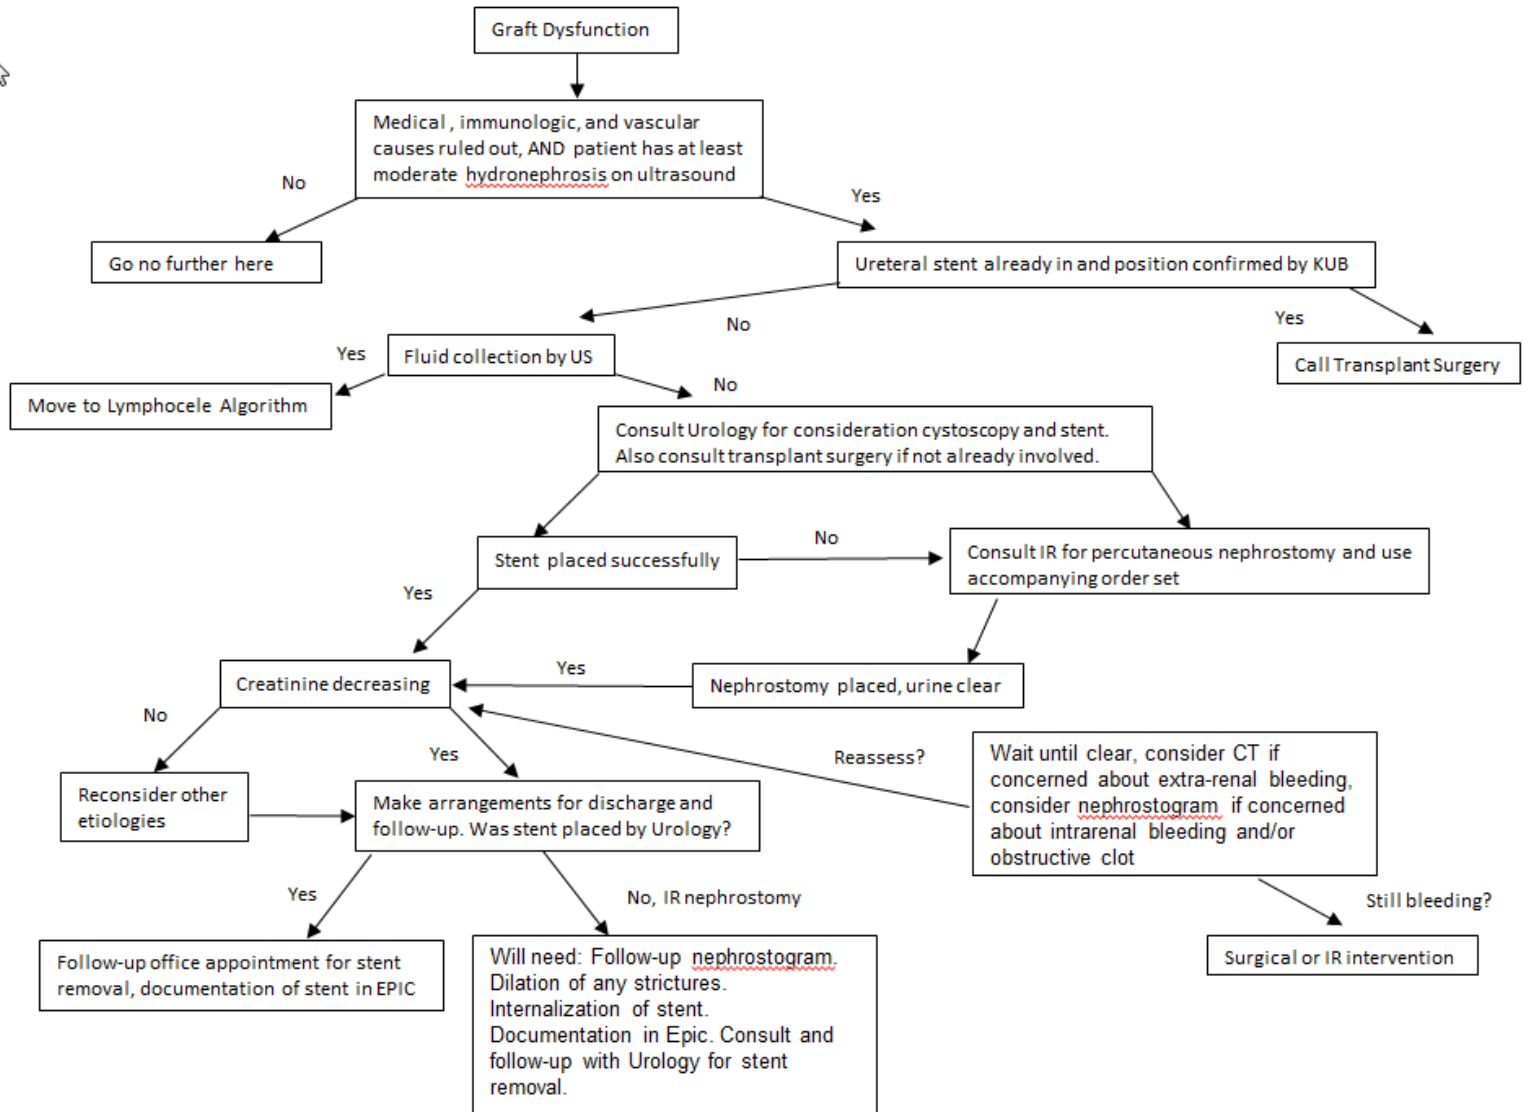 Graft Dysfunction
Medical , immunologic, and vascular
causes ruled out, AND patient has at least
moderate hydronephrosis on ultrasound
No
Yes
Go no further here
Ureteral stent already in and position confirmed by KUB
No
Yes
Yes
Fluid collection by US
Call Transplant Surgery
No
Move to Lymphocele Algorithm
Consult Urology for consideration cystoscopy and stent.
Also consult transplant surgery if not already involved.
No
Stent placed successfully
Consult IR for percutaneous nephrostomy and use
accompanying order set
Yes
Yes
Creatinine decreasing
Nephrostomy placed, urine clear
No
Yes
Reassess?
Wait until clear, consider CT if
concerned about extra-renal bleeding,
consider nephrostogram if concerned
about intrarenal bleeding and/or
obstructive clot
Reconsider other
etiologies
Make arrangements for discharge and
follow-up. Was stent placed by Urology?
Yes
No, IR nephrostomy
Still bleeding?
Follow-up office appointment for stent
removal, documentation of stent in EPIC
Will need: Follow-up nephrostogram.
Dilation of any strictures.
Internalization of stent.
Documentation in Epic. Consult and
follow-up with Urology for stent
removal.
Surgical or IR intervention